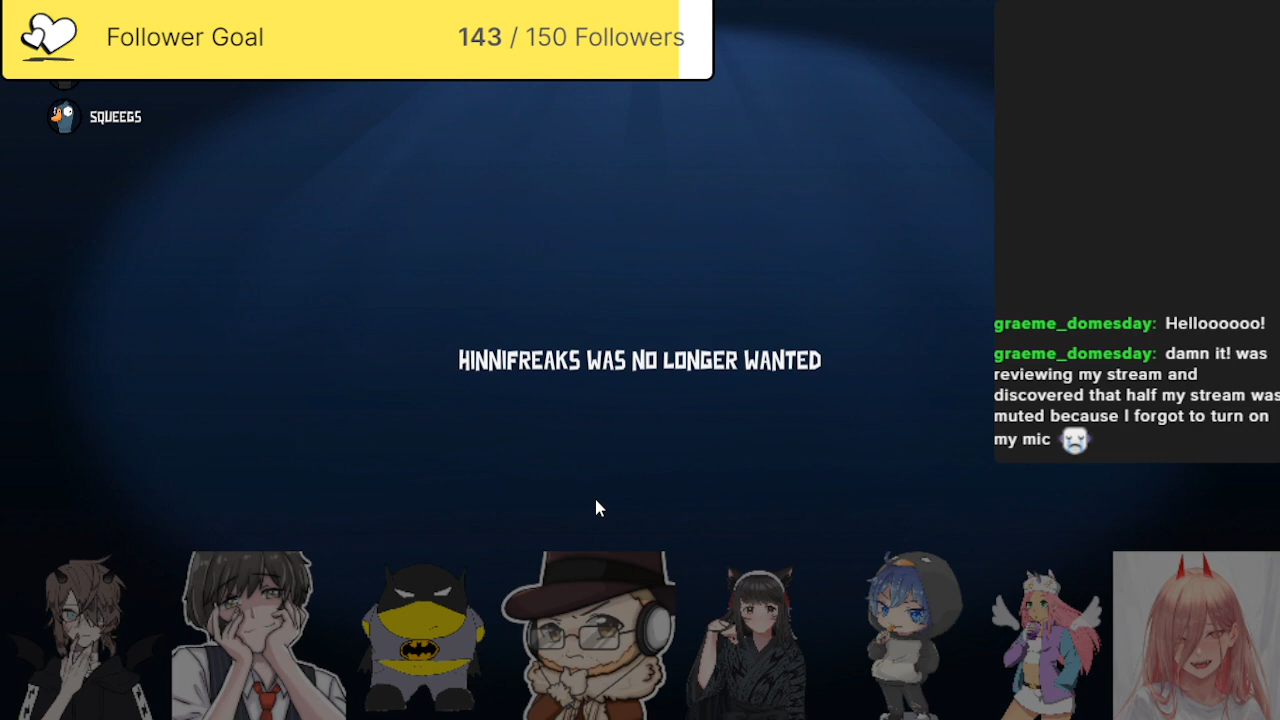 Follower Goal 143 / 150 Followers
SQUEEGS
HINNIFREAKS WAS NO LONGER WANTED
graeme_domesday: Helloooooo!
graeme_domesday: damn it! was
reviewing my stream and
discovered that half my stream was
muted because I forgot to turn on
my mic